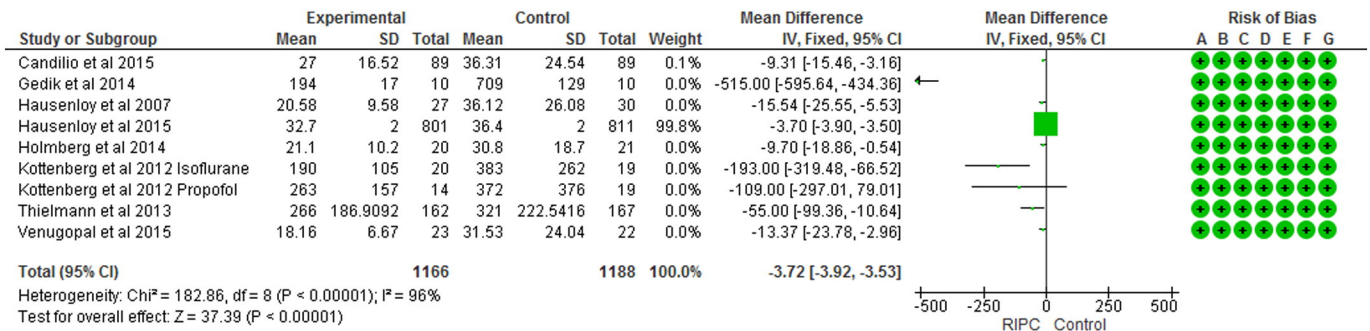 Experimental Control Mean Difference Mean Difference Risk of Bias
Study or Subgroup Mean SD Total Mean SD Total Weight IV, Fixed, 95% CI IV, Fixed, 95% CI A B C D E F G
Candilio et al 2015 27 16.52 89 36.31 24.54 89 0.1% -9.31 [-15.46, -3.16]
Gedik et al 2014 194 17 10 709 129 10 0.0% -515.00 [-595.64, -434.36]
Hausenloy et al 2007 20.58 9.58 27 36.12 26.08 30 0.0% -15.54 [-25.55, -5.53]
Hausenloy et al 2015 32.7 2 801 36.4 2 811 99.8% -3.70 [-3.90, -3.50]
Holmberg et al 2014 21.1 10.2 20 30.8 18.7 21 0.0% -9.70 [-18.86, -0.54]
Kottenberg et al 2012 Isoflurane 190 105 20 383 262 19 0.0% -193.00 [-319.48, -66.52]
Kottenberg et al 2012 Propofol 263 157 14 372 376 19 0.0% -109.00 [-297.01, 79.01]
Thielmann et al 2013 266 186.9092 162 321 222.5416 167 0.0% -55.00 [-99.36, -10.64]
Venugopal et al 2015 18.16 6.67 23 31.53 24.04 22 0.0% -13.37 [-23.78, -2.96]
Total (95% CI) 1166 1188 100.0% -3.72 [-3.92, -3.53]
Heterogeneity: Chi² = 182.86, df = 8 (P < 0.00001); I² = 96%
Test for overall effect: Z = 37.39 (P < 0.00001)
-500 -250 0 250 500
RIPC Control